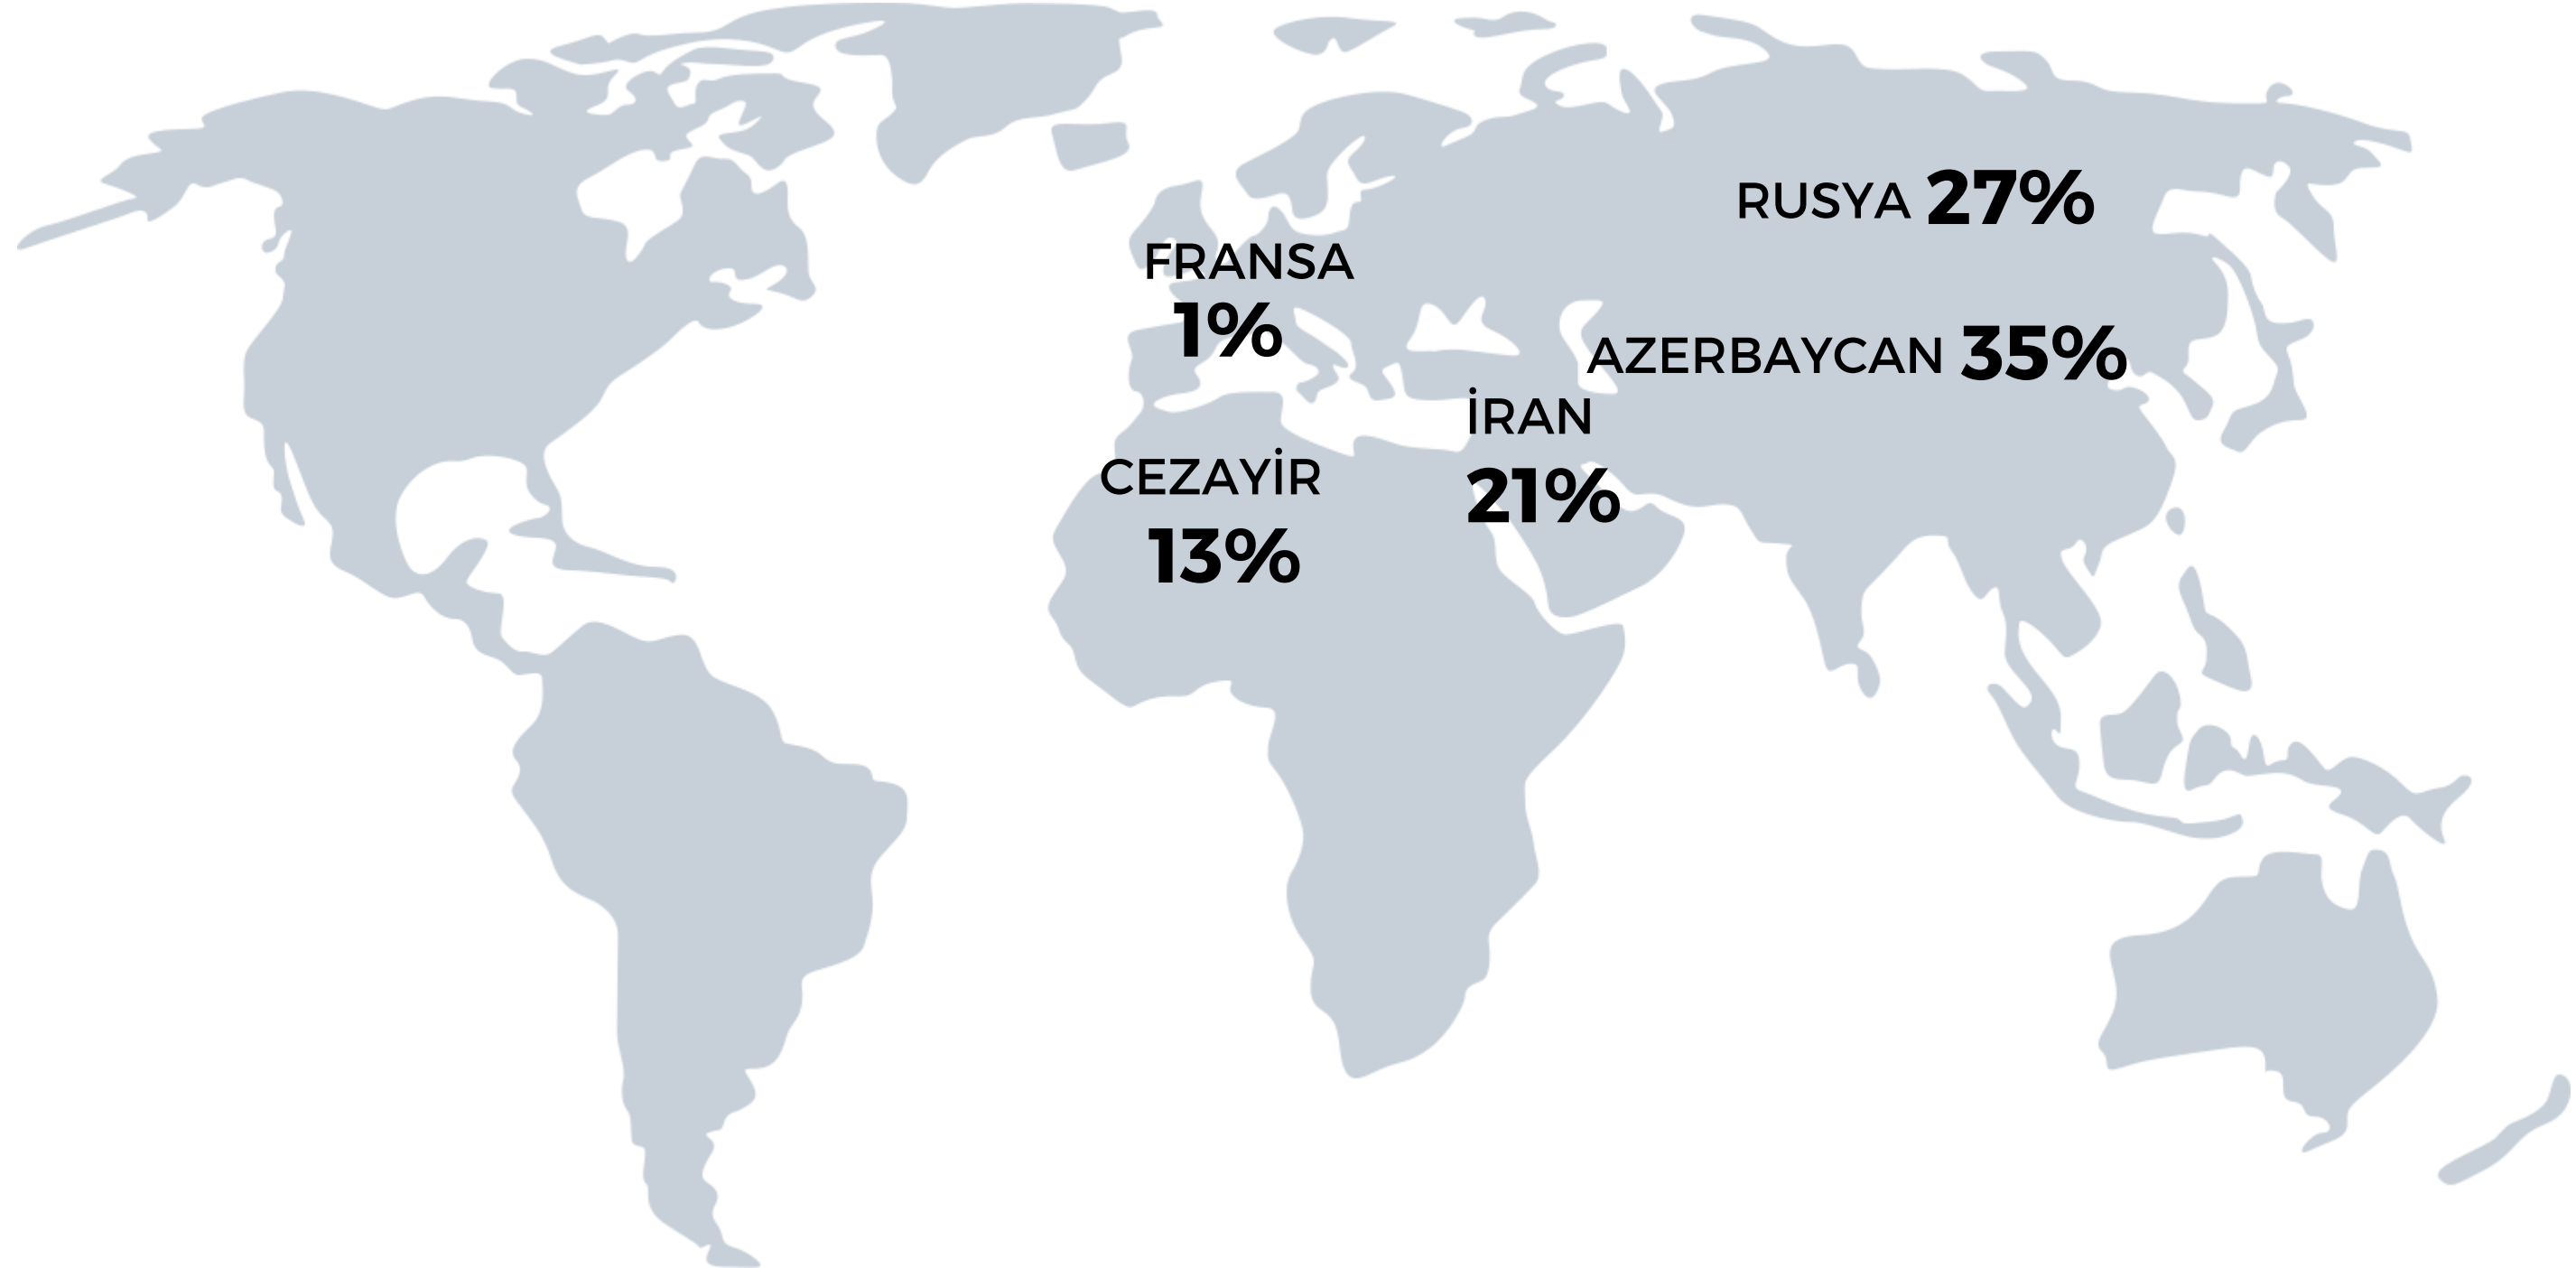 RUSYA 27%
FRANSA
1%
AZERBAYCAN 35%
İRAN
21%
CEZAYİR
13%